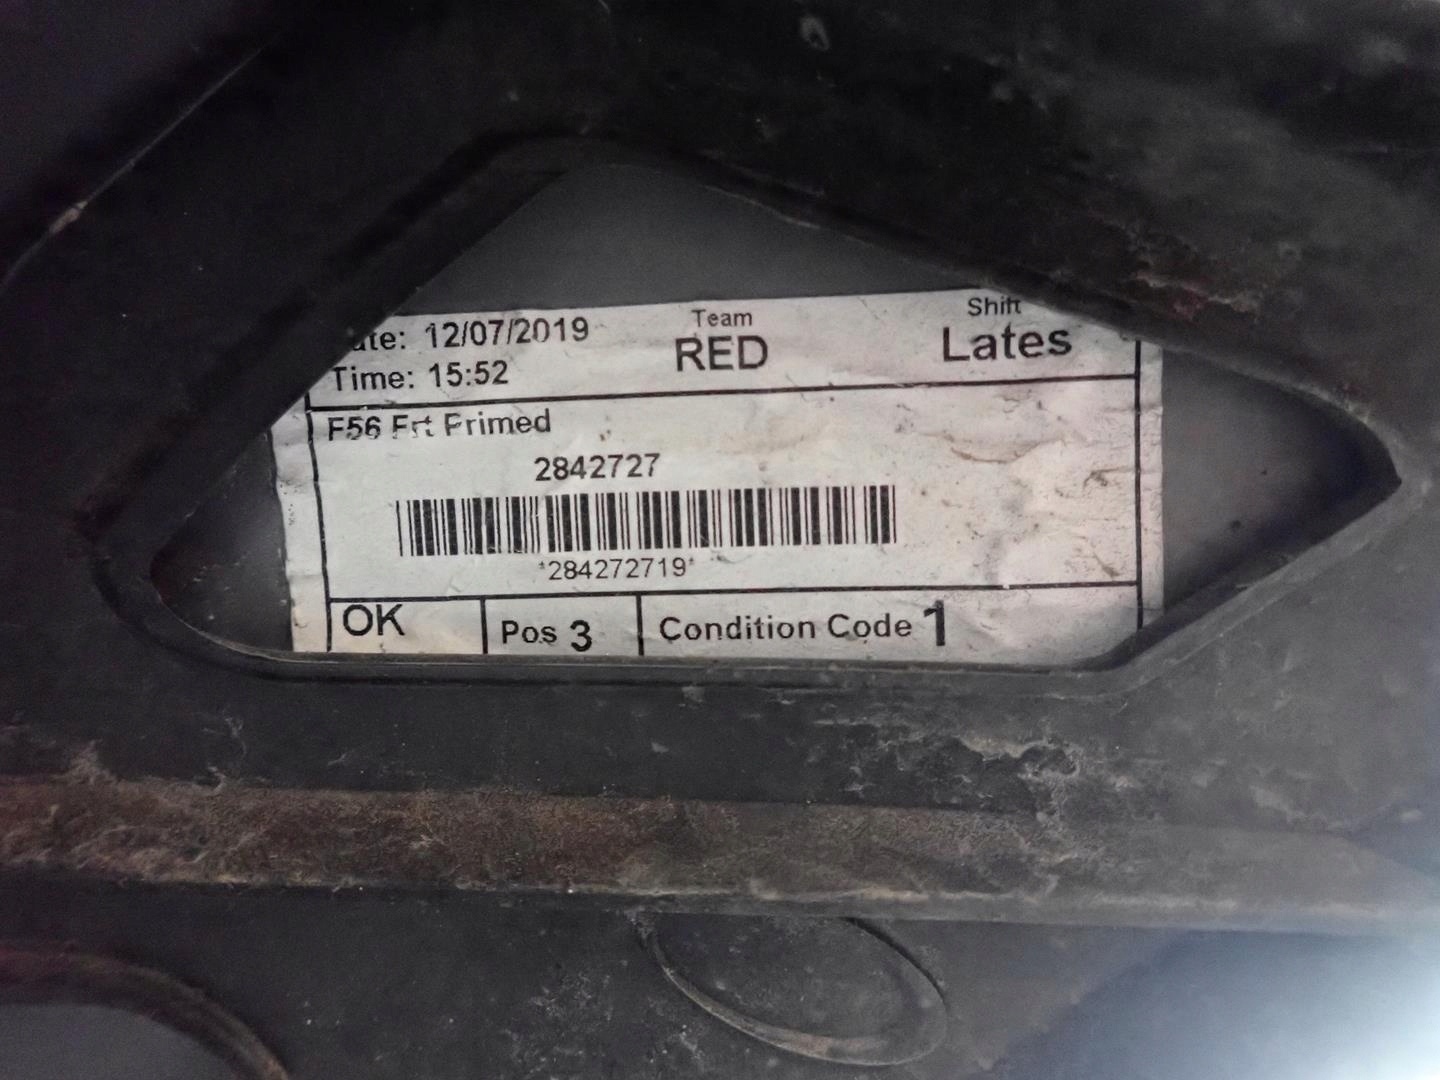 ate: 12/07/2019 Team Shift
Time: 15:52 RED Lates
F56 Frt Primed
2842727
*284272719*
OK Pos 3 Condition Code 1